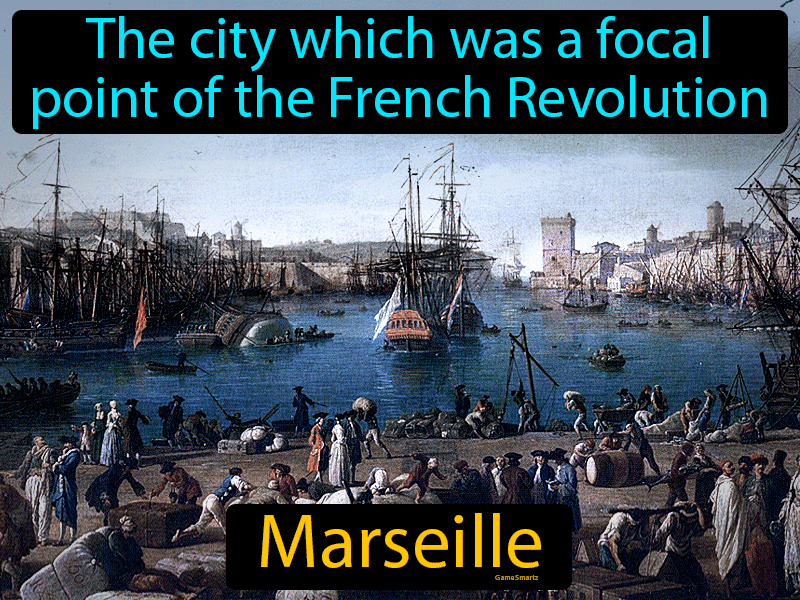 The city which was a focal
point of the French Revolution
Marseille
GameSmartz